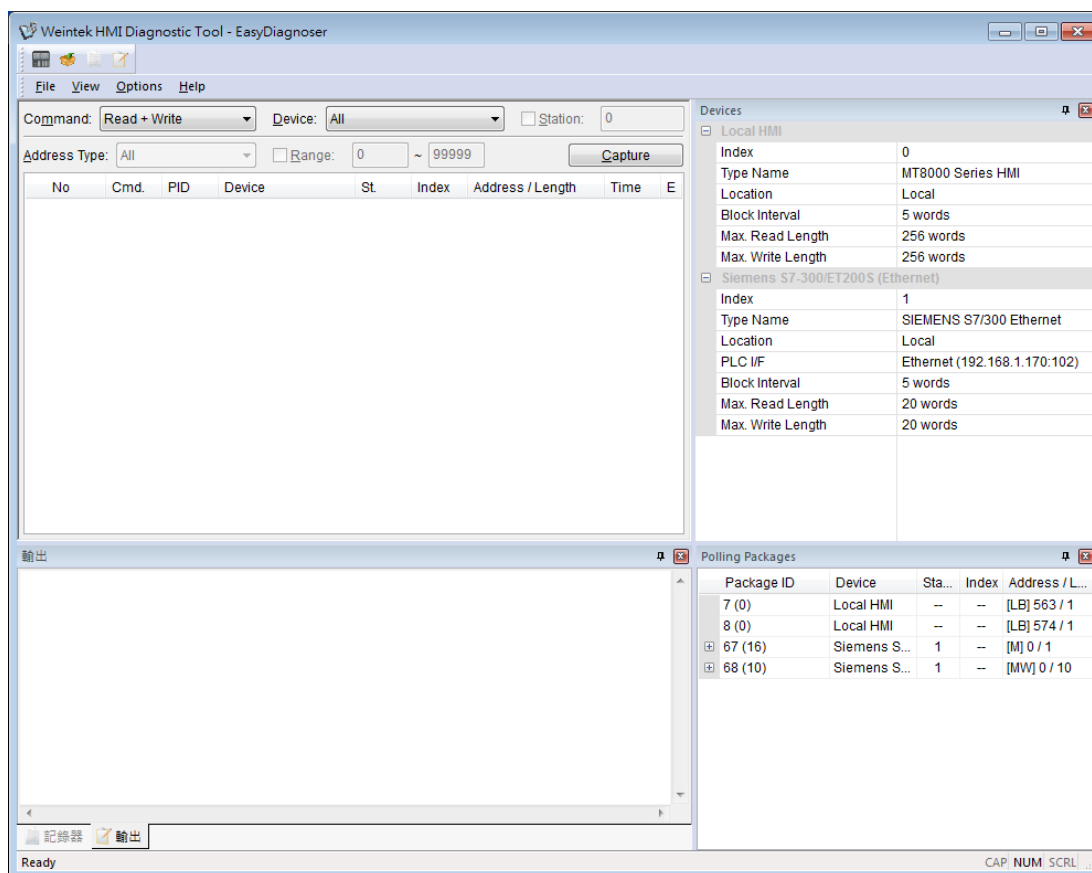 Weintek HMI Diagnostic Tool - EasyDiagnoser
File View Options Help
Command: Read + Write Device: All Station: 0
Address Type: All Range: 0 ~ 99999 Capture
No Cmd. PID Device St. Index Address / Length Time E
Devices
Local HMI
Index 0
Type Name MT8000 Series HMI
Location Local
Block Interval 5 words
Max. Read Length 256 words
Max. Write Length 256 words
Siemens S7-300/ET200S (Ethernet)
Index 1
Type Name SIEMENS S7/300 Ethernet
Location Local
PLC I/F Ethernet (192.168.1.170:102)
Block Interval 5 words
Max. Read Length 20 words
Max. Write Length 20 words
輸出
記錄器 輸出
Polling Packages
Package ID Device Sta... Index Address / L...
7 (0) Local HMI -- -- [LB] 563 / 1
8 (0) Local HMI -- -- [LB] 574 / 1
67 (16) Siemens S... 1 -- [M] 0 / 1
68 (10) Siemens S... 1 -- [MW] 0 / 10
Ready CAP NUM SCRL